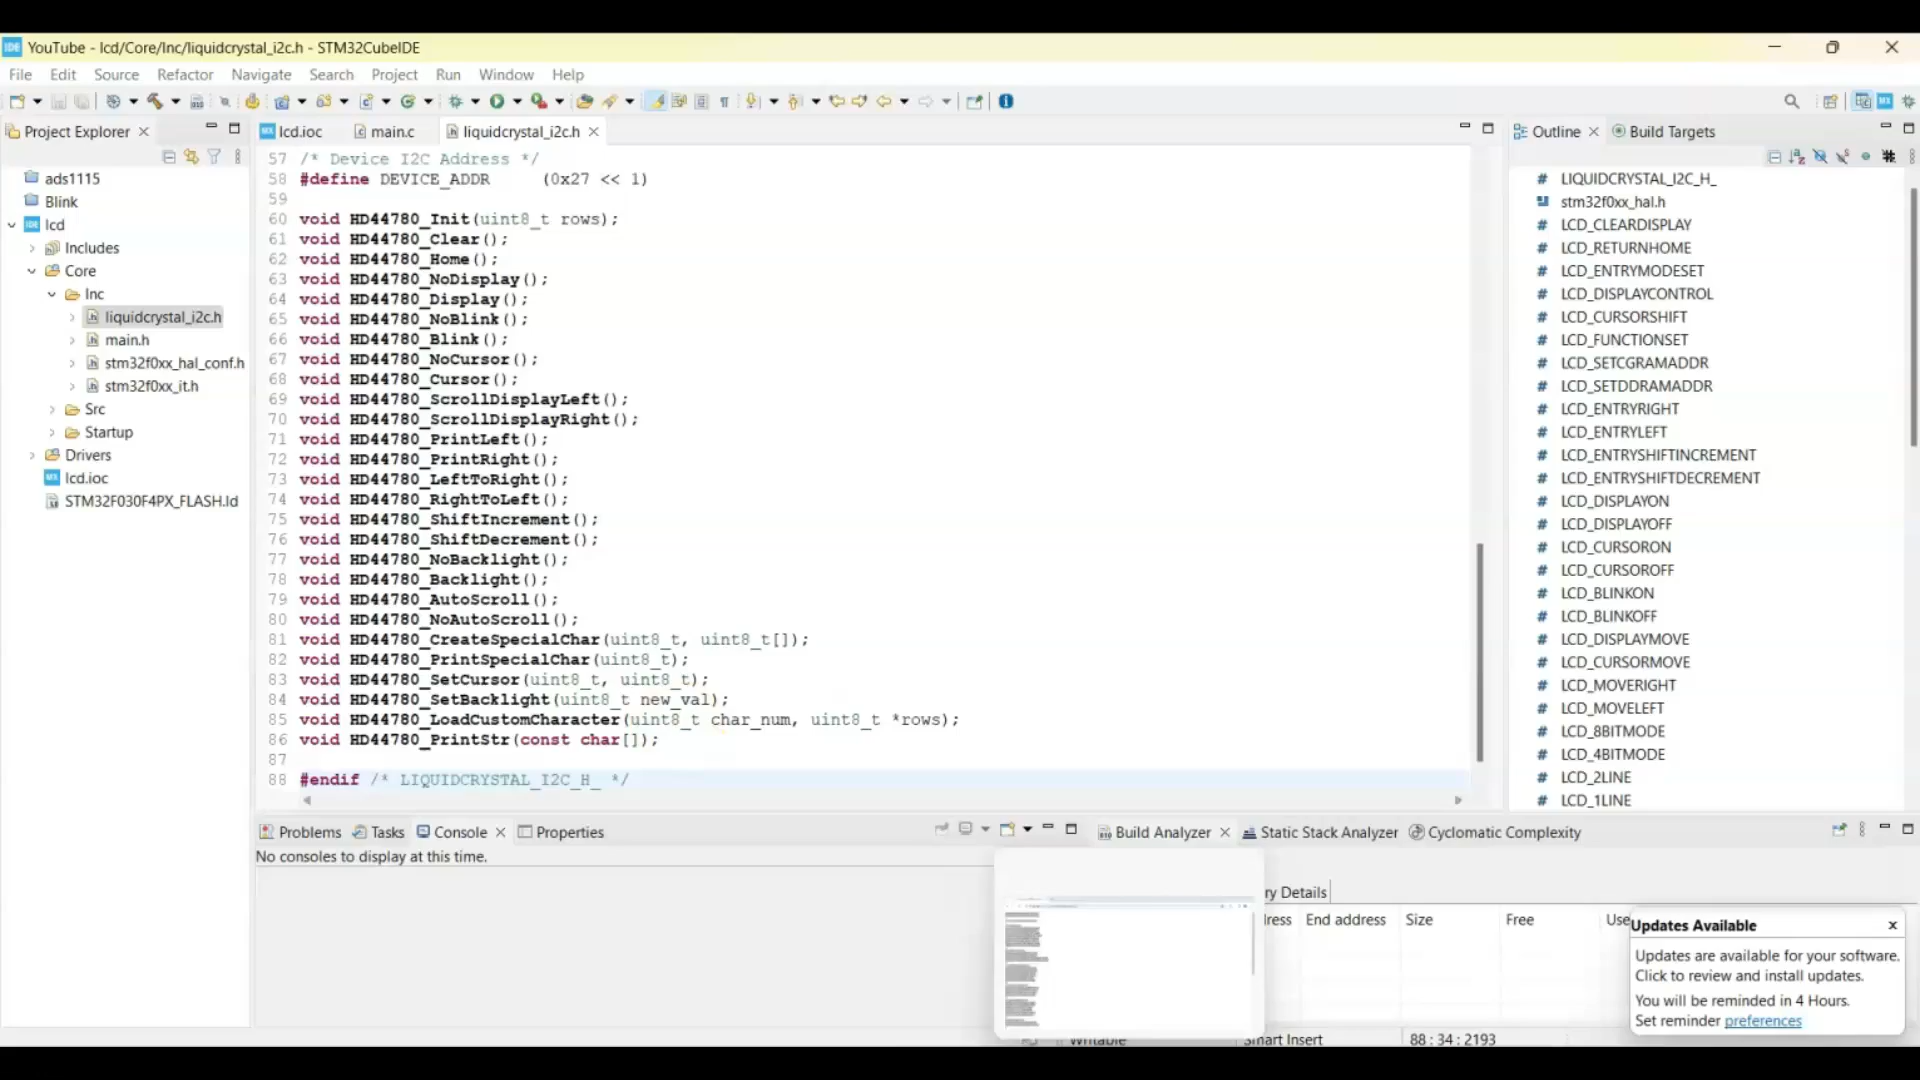 YouTube - lcd/Core/Inc/liquidcrystal_i2c.h - STM32CubeIDE
File Edit Source Refactor Navigate Search Project Run Window Help
Project Explorer
ads1115
Blink
lcd
Includes
Core
Inc
liquidcrystal_i2c.h
main.h
stm32f0xx_hal_conf.h
stm32f0xx_it.h
Src
Startup
Drivers
lcd.ioc
STM32F030F4PX_FLASH.ld
lcd.ioc main.c liquidcrystal_i2c.h
57 /* Device I2C Address */
58 #define DEVICE_ADDR (0x27 << 1)
59
60 void HD44780_Init(uint8_t rows);
61 void HD44780_Clear();
62 void HD44780_Home();
63 void HD44780_NoDisplay();
64 void HD44780_Display();
65 void HD44780_NoBlink();
66 void HD44780_Blink();
67 void HD44780_NoCursor();
68 void HD44780_Cursor();
69 void HD44780_ScrollDisplayLeft();
70 void HD44780_ScrollDisplayRight();
71 void HD44780_PrintLeft();
72 void HD44780_PrintRight();
73 void HD44780_LeftToRight();
74 void HD44780_RightToLeft();
75 void HD44780_ShiftIncrement();
76 void HD44780_ShiftDecrement();
77 void HD44780_NoBacklight();
78 void HD44780_Backlight();
79 void HD44780_AutoScroll();
80 void HD44780_NoAutoScroll();
81 void HD44780_CreateSpecialChar(uint8_t, uint8_t[]);
82 void HD44780_PrintSpecialChar(uint8_t);
83 void HD44780_SetCursor(uint8_t, uint8_t);
84 void HD44780_SetBacklight(uint8_t new_val);
85 void HD44780_LoadCustomCharacter(uint8_t char_num, uint8_t *rows);
86 void HD44780_PrintStr(const char[]);
87
88 #endif /* LIQUIDCRYSTAL_I2C_H_ */
Outline Build Targets
LIQUIDCRYSTAL_I2C_H_
stm32f0xx_hal.h
LCD_CLEARDISPLAY
LCD_RETURNHOME
LCD_ENTRYMODESET
LCD_DISPLAYCONTROL
LCD_CURSORSHIFT
LCD_FUNCTIONSET
LCD_SETCGRAMADDR
LCD_SETDDRAMADDR
LCD_ENTRYRIGHT
LCD_ENTRYLEFT
LCD_ENTRYSHIFTINCREMENT
LCD_ENTRYSHIFTDECREMENT
LCD_DISPLAYON
LCD_DISPLAYOFF
LCD_CURSORON
LCD_CURSOROFF
LCD_BLINKON
LCD_BLINKOFF
LCD_DISPLAYMOVE
LCD_CURSORMOVE
LCD_MOVERIGHT
LCD_MOVELEFT
LCD_8BITMODE
LCD_4BITMODE
LCD_2LINE
LCD_1LINE
Problems Tasks Console Properties
No consoles to display at this time.
Build Analyzer Static Stack Analyzer Cyclomatic Complexity
ry Details
End address Size Free Use
Updates Available
Updates are available for your software.
Click to review and install updates.
You will be reminded in 4 Hours.
Set reminder preferences
Writable Smart Insert 88 : 34 : 2193